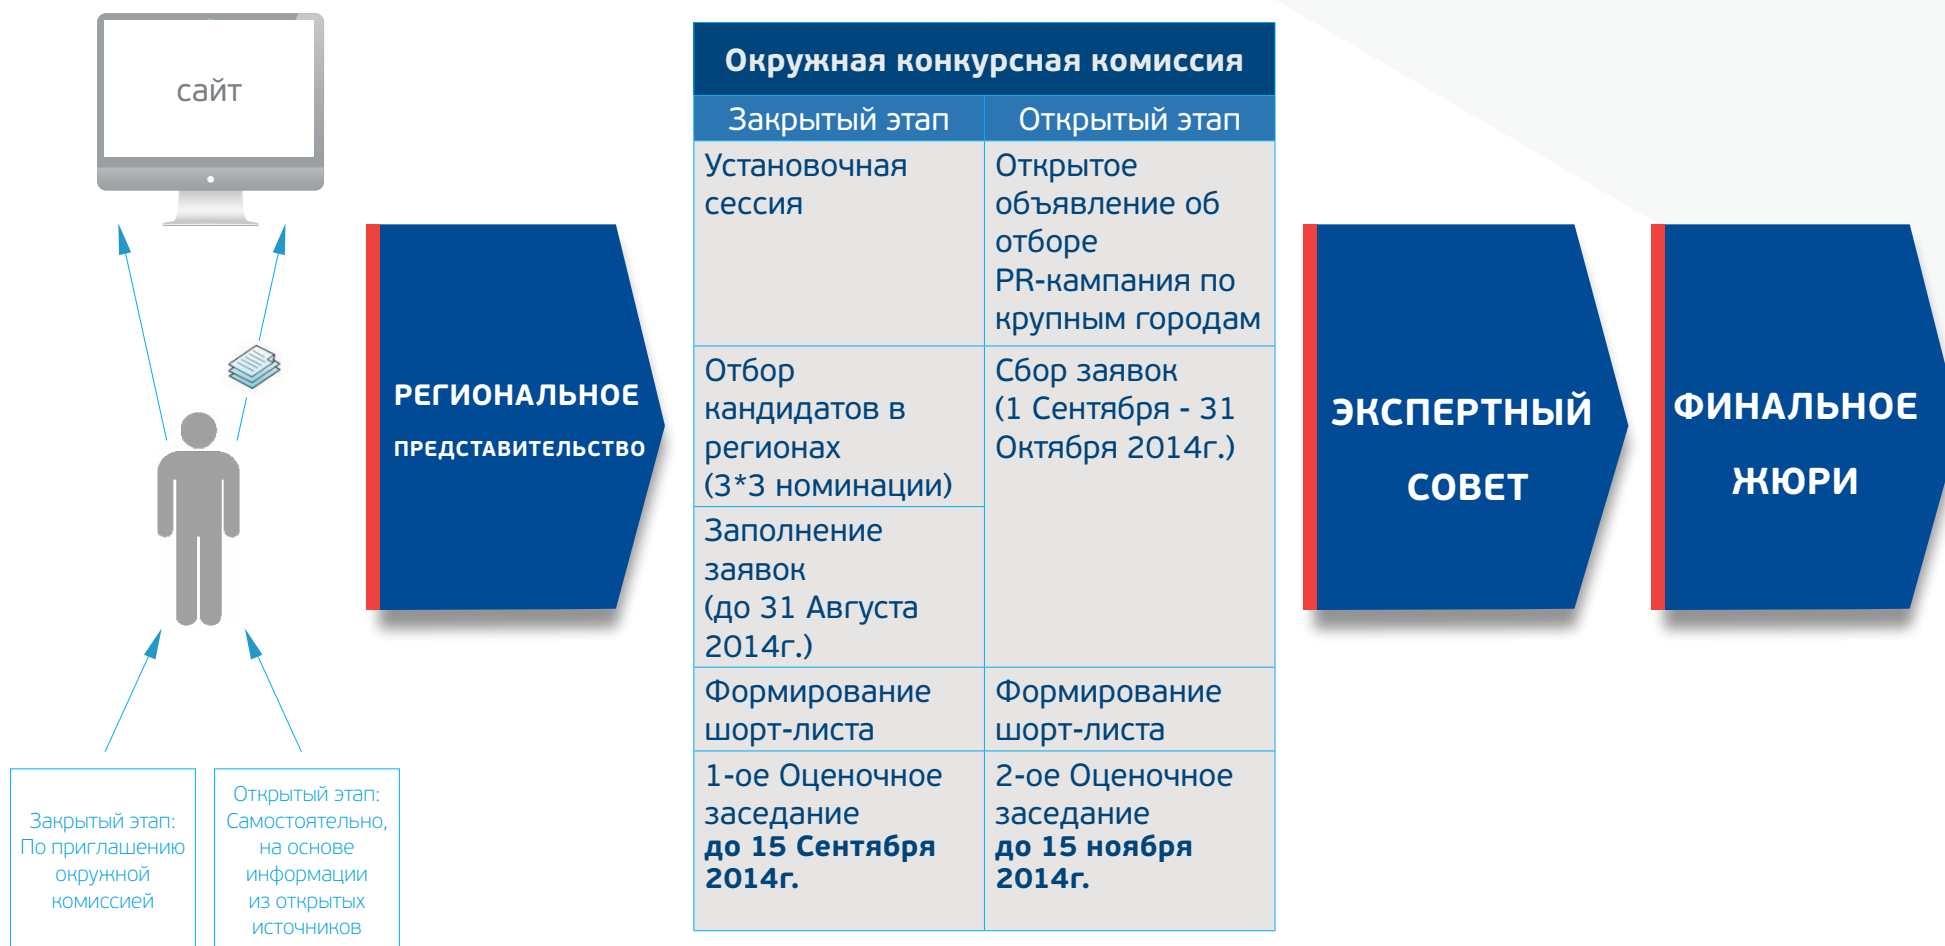 сайт
Закрытый этап:
По приглашению
окружной
комиссией
Открытый этап:
Самостоятельно,
на основе
информации
из открытых
источников
РЕГИОНАЛЬНОЕ
ПРЕДСТАВИТЕЛЬСТВО
Окружная конкурсная комиссия
Закрытый этап
Открытый этап
Установочная
сессия
Открытое
объявление об
отборе
PR-кампания по
крупным городам
Отбор
кандидатов в
регионах
(3*3 номинации)
Сбор заявок
(1 Сентября - 31
Октября 2014г.)
Заполнение
заявок
(до 31 Августа
2014г.)
Формирование
шорт-листа
Формирование
шорт-листа
1-ое Оценочное
заседание
до 15 Сентября
2014г.
2-ое Оценочное
заседание
до 15 ноября
2014г.
ЭКСПЕРТНЫЙ
СОВЕТ
ФИНАЛЬНОЕ
ЖЮРИ